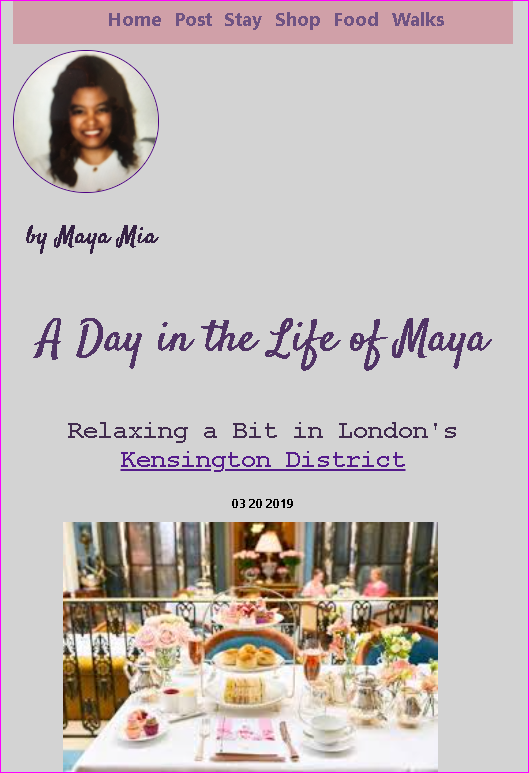 Home Post Stay Shop Food Walks
by Maya Mia
A Day in the Life of Maya
Relaxing a Bit in London's
Kensington District
03 20 2019